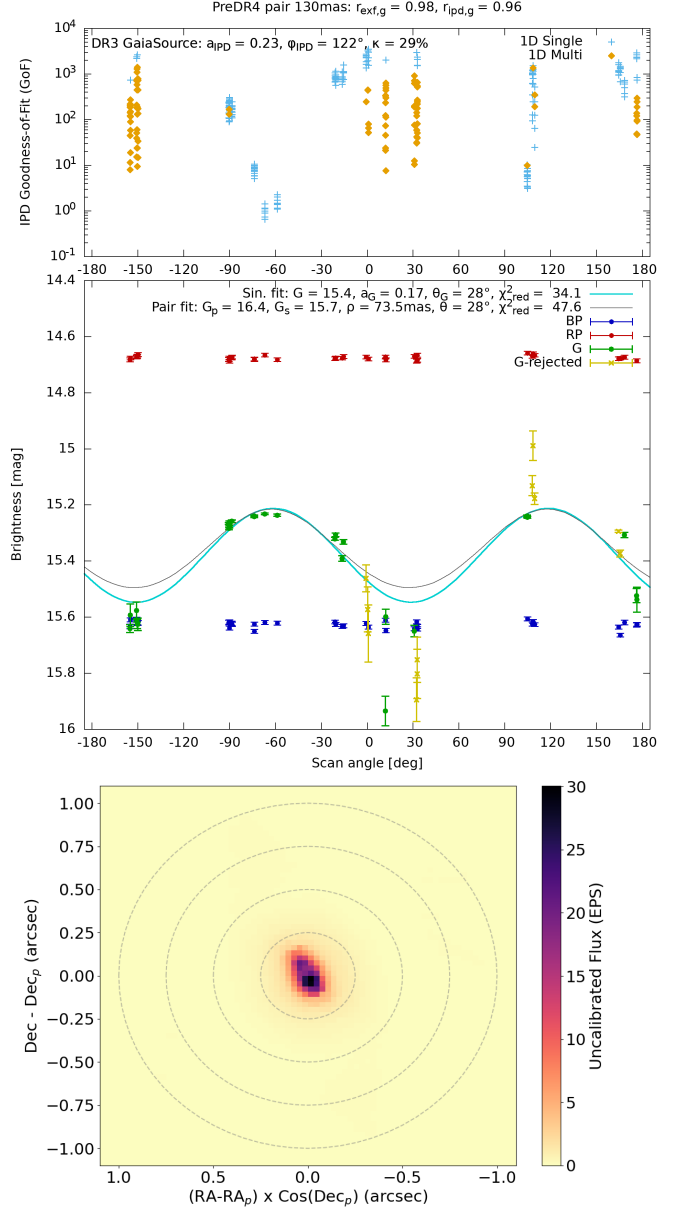 PreDR4 pair 130mas: r_exf,g = 0.98, r_ipd,g = 0.96
DR3 GaiaSource: a_IPD = 0.23, φ_IPD = 122°, κ = 29%
1D Single
1D Multi
IPD Goodness-of-Fit (GoF)
10^4
10^3
10^2
10^1
10^0
10^-1
-180 -150 -120 -90 -60 -30 0 30 60 90 120 150 180
Sin. fit: G = 15.4, a_G = 0.17, θ_G = 28°, χ²_red = 34.1
Pair fit: G_p = 16.4, G_s = 15.7, ρ = 73.5mas, θ = 28°, χ²_red = 47.6
BP
RP
G
G-rejected
Brightness [mag]
14.4
14.6
14.8
15
15.2
15.4
15.6
15.8
16
-180 -150 -120 -90 -60 -30 0 30 60 90 120 150 180
Scan angle [deg]
Dec - Dec_p (arcsec)
1.00
0.75
0.50
0.25
0.00
−0.25
−0.50
−0.75
−1.00
1.0 0.5 0.0 −0.5 −1.0
(RA-RA_p) x Cos(Dec_p) (arcsec)
30
25
20
15
10
5
0
Uncalibrated Flux (EPS)